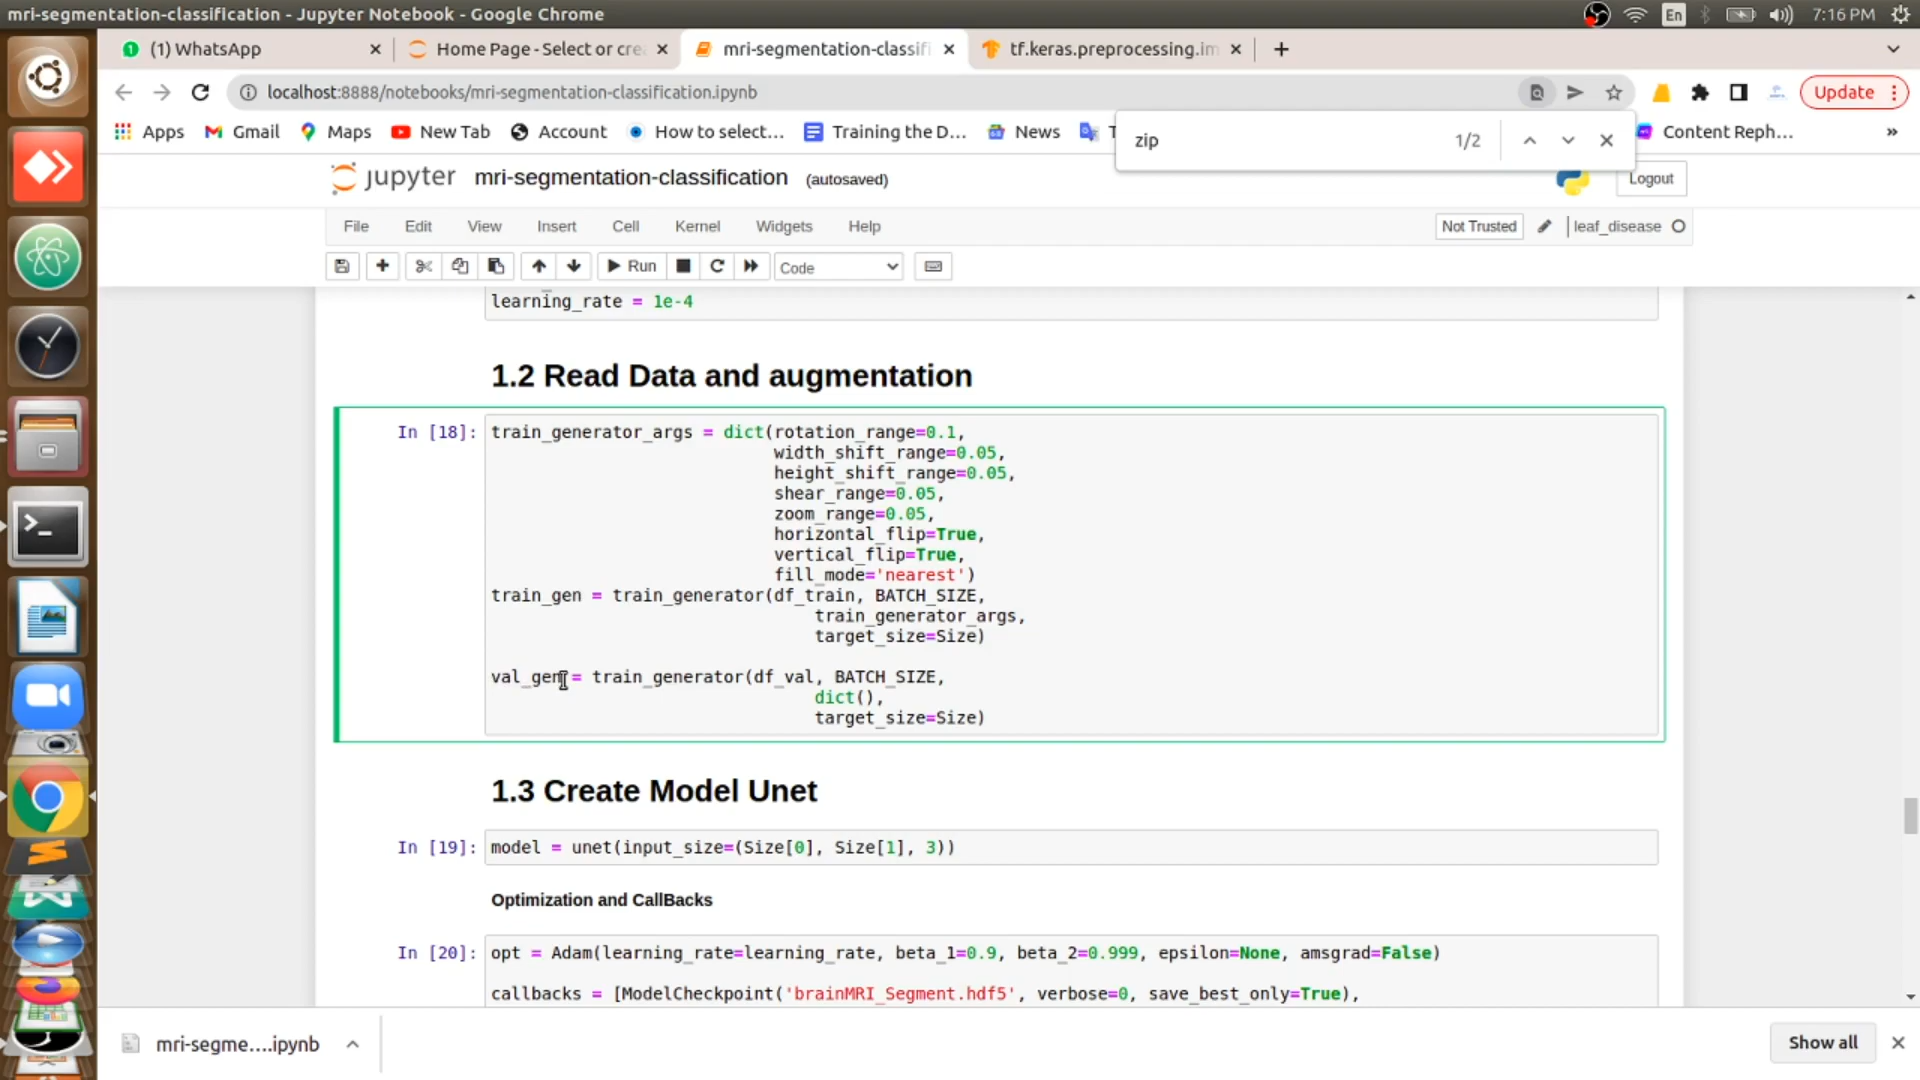 mri-segmentation-classification - Jupyter Notebook - Google Chrome
En
7:16 PM
(1) WhatsApp
Home Page - Select or cre
mri-segmentation-classifi
tf.keras.preprocessing.im
localhost:8888/notebooks/mri-segmentation-classification.ipynb
Update
Apps
Gmail
Maps
New Tab
Account
How to select...
Training the D...
News
T
Content Reph...
»
zip
1/2
jupyter
mri-segmentation-classification (autosaved)
Logout
File
Edit
View
Insert
Cell
Kernel
Widgets
Help
Not Trusted
leaf_disease
Run
Code
learning_rate = 1e-4
1.2 Read Data and augmentation
In [18]: train_generator_args = dict(rotation_range=0.1,
width_shift_range=0.05,
height_shift_range=0.05,
shear_range=0.05,
zoom_range=0.05,
horizontal_flip=True,
vertical_flip=True,
fill_mode='nearest')
train_gen = train_generator(df_train, BATCH_SIZE,
train_generator_args,
target_size=Size)
val_gen = train_generator(df_val, BATCH_SIZE,
dict(),
target_size=Size)
1.3 Create Model Unet
In [19]: model = unet(input_size=(Size[0], Size[1], 3))
Optimization and CallBacks
In [20]: opt = Adam(learning_rate=learning_rate, beta_1=0.9, beta_2=0.999, epsilon=None, amsgrad=False)
callbacks = [ModelCheckpoint('brainMRI_Segment.hdf5', verbose=0, save_best_only=True),
mri-segme....ipynb
Show all